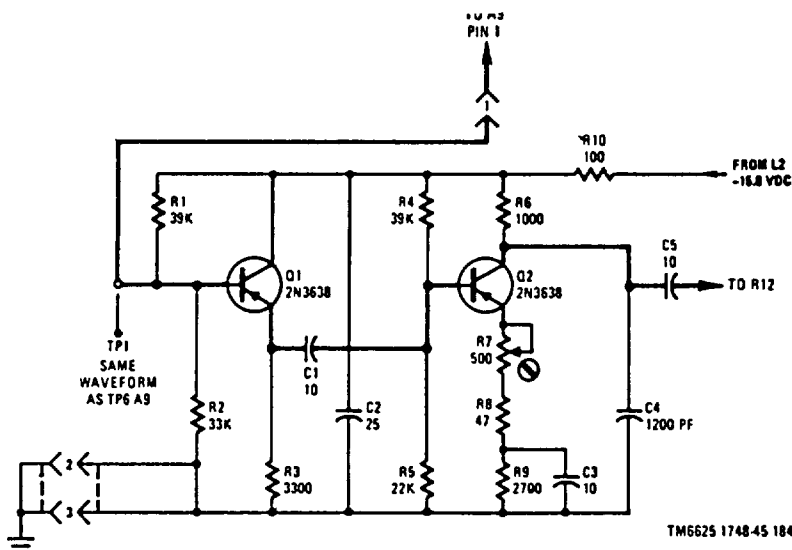 PIN 1
1
R10
100
FROM L2
-16.8 VDC
R1
39K
R4
39K
R6
1000
C5
10
Q1
2N3638
Q2
2N3638
TO R12
TP1
SAME
WAVEFORM
AS TP6 A9
C1
10
R7
500
R2
33K
C2
25
R8
47
C4
1200 PF
2
3
R3
3300
R5
22K
R9
2700
C3
10
TM6625 1748-45 184